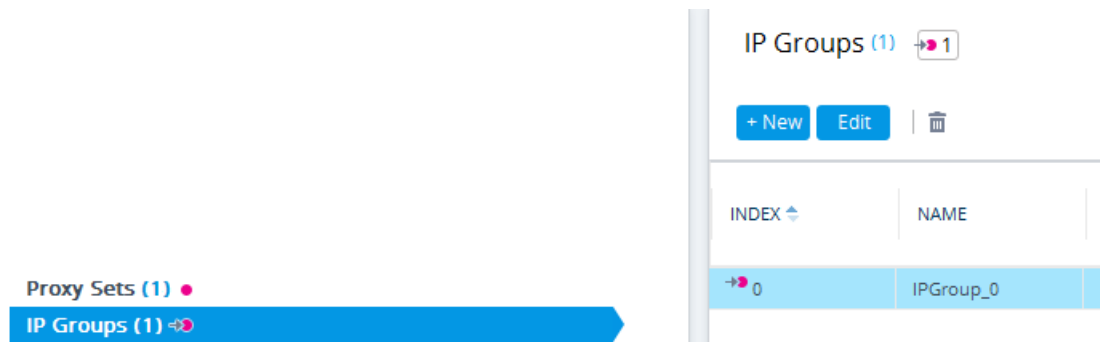 IP Groups (1) 1
+ New Edit
INDEX NAME
0 IPGroup_0
Proxy Sets (1)
IP Groups (1)